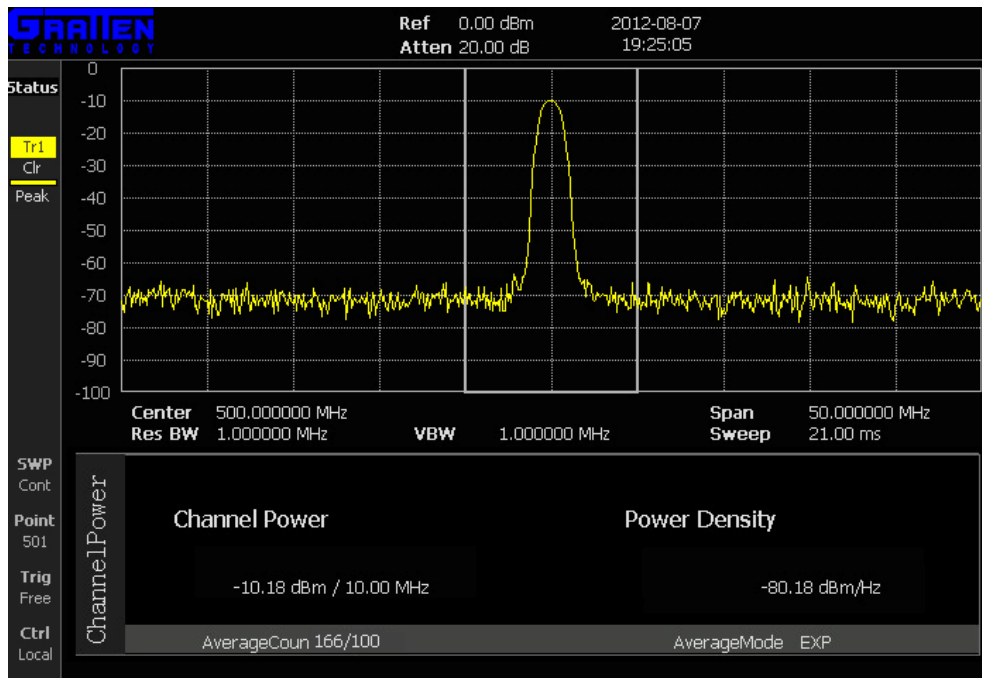 GRATTEN
TECHNOLOGY
Ref 0.00 dBm 2012-08-07
Atten 20.00 dB 19:25:05
Status
Tr1
Clr
Peak
0
-10
-20
-30
-40
-50
-60
-70
-80
-90
-100
Center 500.000000 MHz Span 50.000000 MHz
Res BW 1.000000 MHz VBW 1.000000 MHz Sweep 21.00 ms
SWP
Cont
Point
501
Trig
Free
Ctrl
Local
ChannelPower
Channel Power Power Density
-10.18 dBm / 10.00 MHz -80.18 dBm/Hz
AverageCoun 166/100 AverageMode EXP